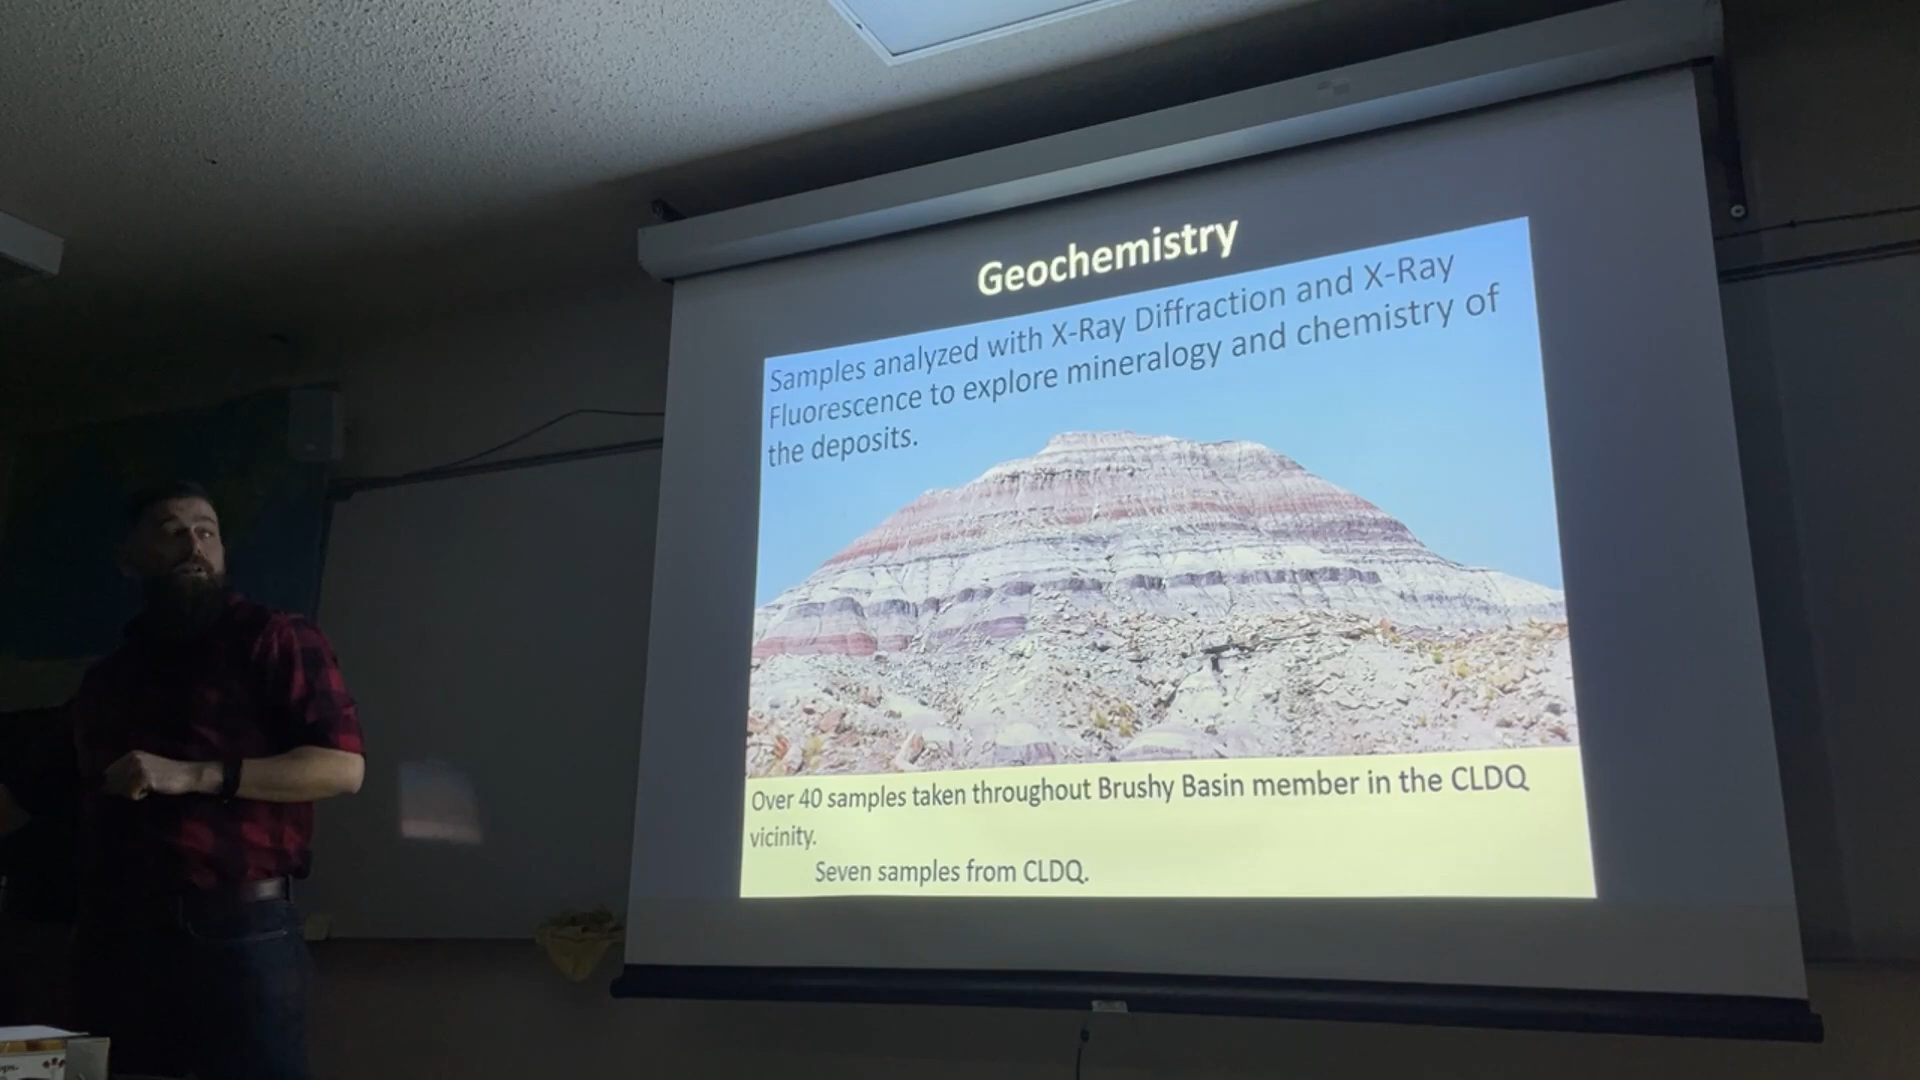 Geochemistry
Samples analyzed with X-Ray Diffraction and X-Ray
Fluorescence to explore mineralogy and chemistry of
the deposits.
Over 40 samples taken throughout Brushy Basin member in the CLDQ
vicinity.
Seven samples from CLDQ.